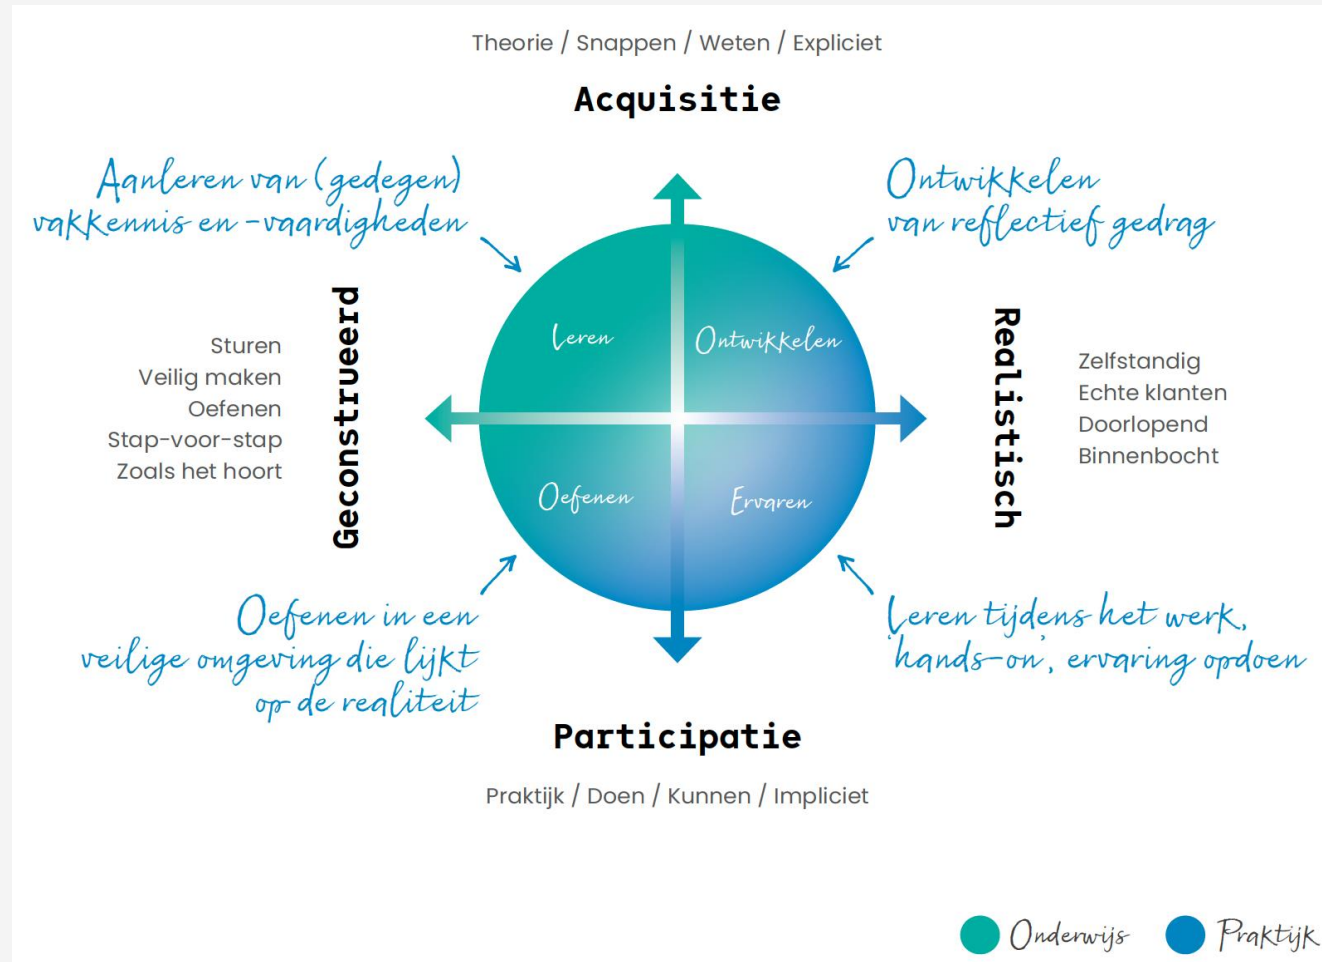 Theorie / Snappen / Weten / Expliciet
Acquisitie
Aanleren van (gedegen)
vakkennis en -vaardigheden
Ontwikkelen
van reflectief gedrag
Geconstrueerd
Sturen
Veilig maken
Oefenen
Stap-voor-stap
Zoals het hoort
Leren
Ontwikkelen
Oefenen
Ervaren
Realistisch
Zelfstandig
Echte klanten
Doorlopend
Binnenbocht
Oefenen in een
veilige omgeving die lijkt
op de realiteit
Leren tijdens het werk,
'hands-on', ervaring opdoen
Participatie
Praktijk / Doen / Kunnen / Impliciet
Onderwijs
Praktijk